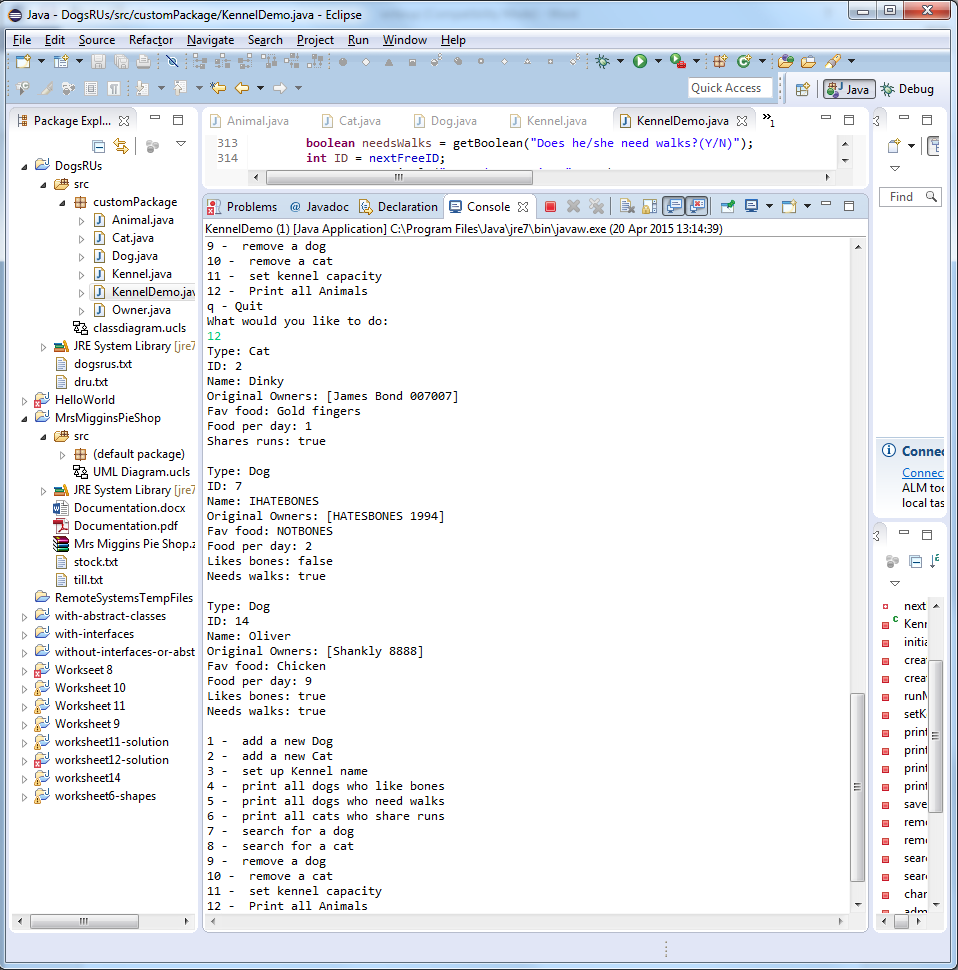 Java - DogsRUs/src/customPackage/KennelDemo.java - Eclipse
File Edit Source Refactor Navigate Search Project Run Window Help
Quick Access Java Debug
Package Expl...
Animal.java Cat.java Dog.java Kennel.java KennelDemo.java »1
313 boolean needsWalks = getBoolean("Does he/she need walks?(Y/N)");
314 int ID = nextFreeID;
DogsRUs
src
customPackage
Animal.java
Cat.java
Dog.java
Kennel.java
KennelDemo.jav
Owner.java
classdiagram.ucls
JRE System Library [jre7
dogsrus.txt
dru.txt
HelloWorld
MrsMigginsPieShop
src
(default package)
UML Diagram.ucls
JRE System Library [jre7
Documentation.docx
Documentation.pdf
Mrs Miggins Pie Shop.z
stock.txt
till.txt
RemoteSystemsTempFiles
with-abstract-classes
with-interfaces
without-interfaces-or-abst
Workseet 8
Worksheet 10
Worksheet 11
Worksheet 9
worksheet11-solution
worksheet12-solution
worksheet14
worksheet6-shapes
Problems @ Javadoc Declaration Console
KennelDemo (1) [Java Application] C:\Program Files\Java\jre7\bin\javaw.exe (20 Apr 2015 13:14:39)
9 - remove a dog
10 - remove a cat
11 - set kennel capacity
12 - Print all Animals
q - Quit
What would you like to do:
12
Type: Cat
ID: 2
Name: Dinky
Original Owners: [James Bond 007007]
Fav food: Gold fingers
Food per day: 1
Shares runs: true
Type: Dog
ID: 7
Name: IHATEBONES
Original Owners: [HATESBONES 1994]
Fav food: NOTBONES
Food per day: 2
Likes bones: false
Needs walks: true
Type: Dog
ID: 14
Name: Oliver
Original Owners: [Shankly 8888]
Fav food: Chicken
Food per day: 9
Likes bones: true
Needs walks: true
1 - add a new Dog
2 - add a new Cat
3 - set up Kennel name
4 - print all dogs who like bones
5 - print all dogs who need walks
6 - print all cats who share runs
7 - search for a dog
8 - search for a cat
9 - remove a dog
10 - remove a cat
11 - set kennel capacity
12 - Print all Animals
Find
Connec
Connect
ALM too
local tas
next
Kenr
initia
crea
crea
runM
setK
print
print
print
print
save
remo
remo
sear
sear
char